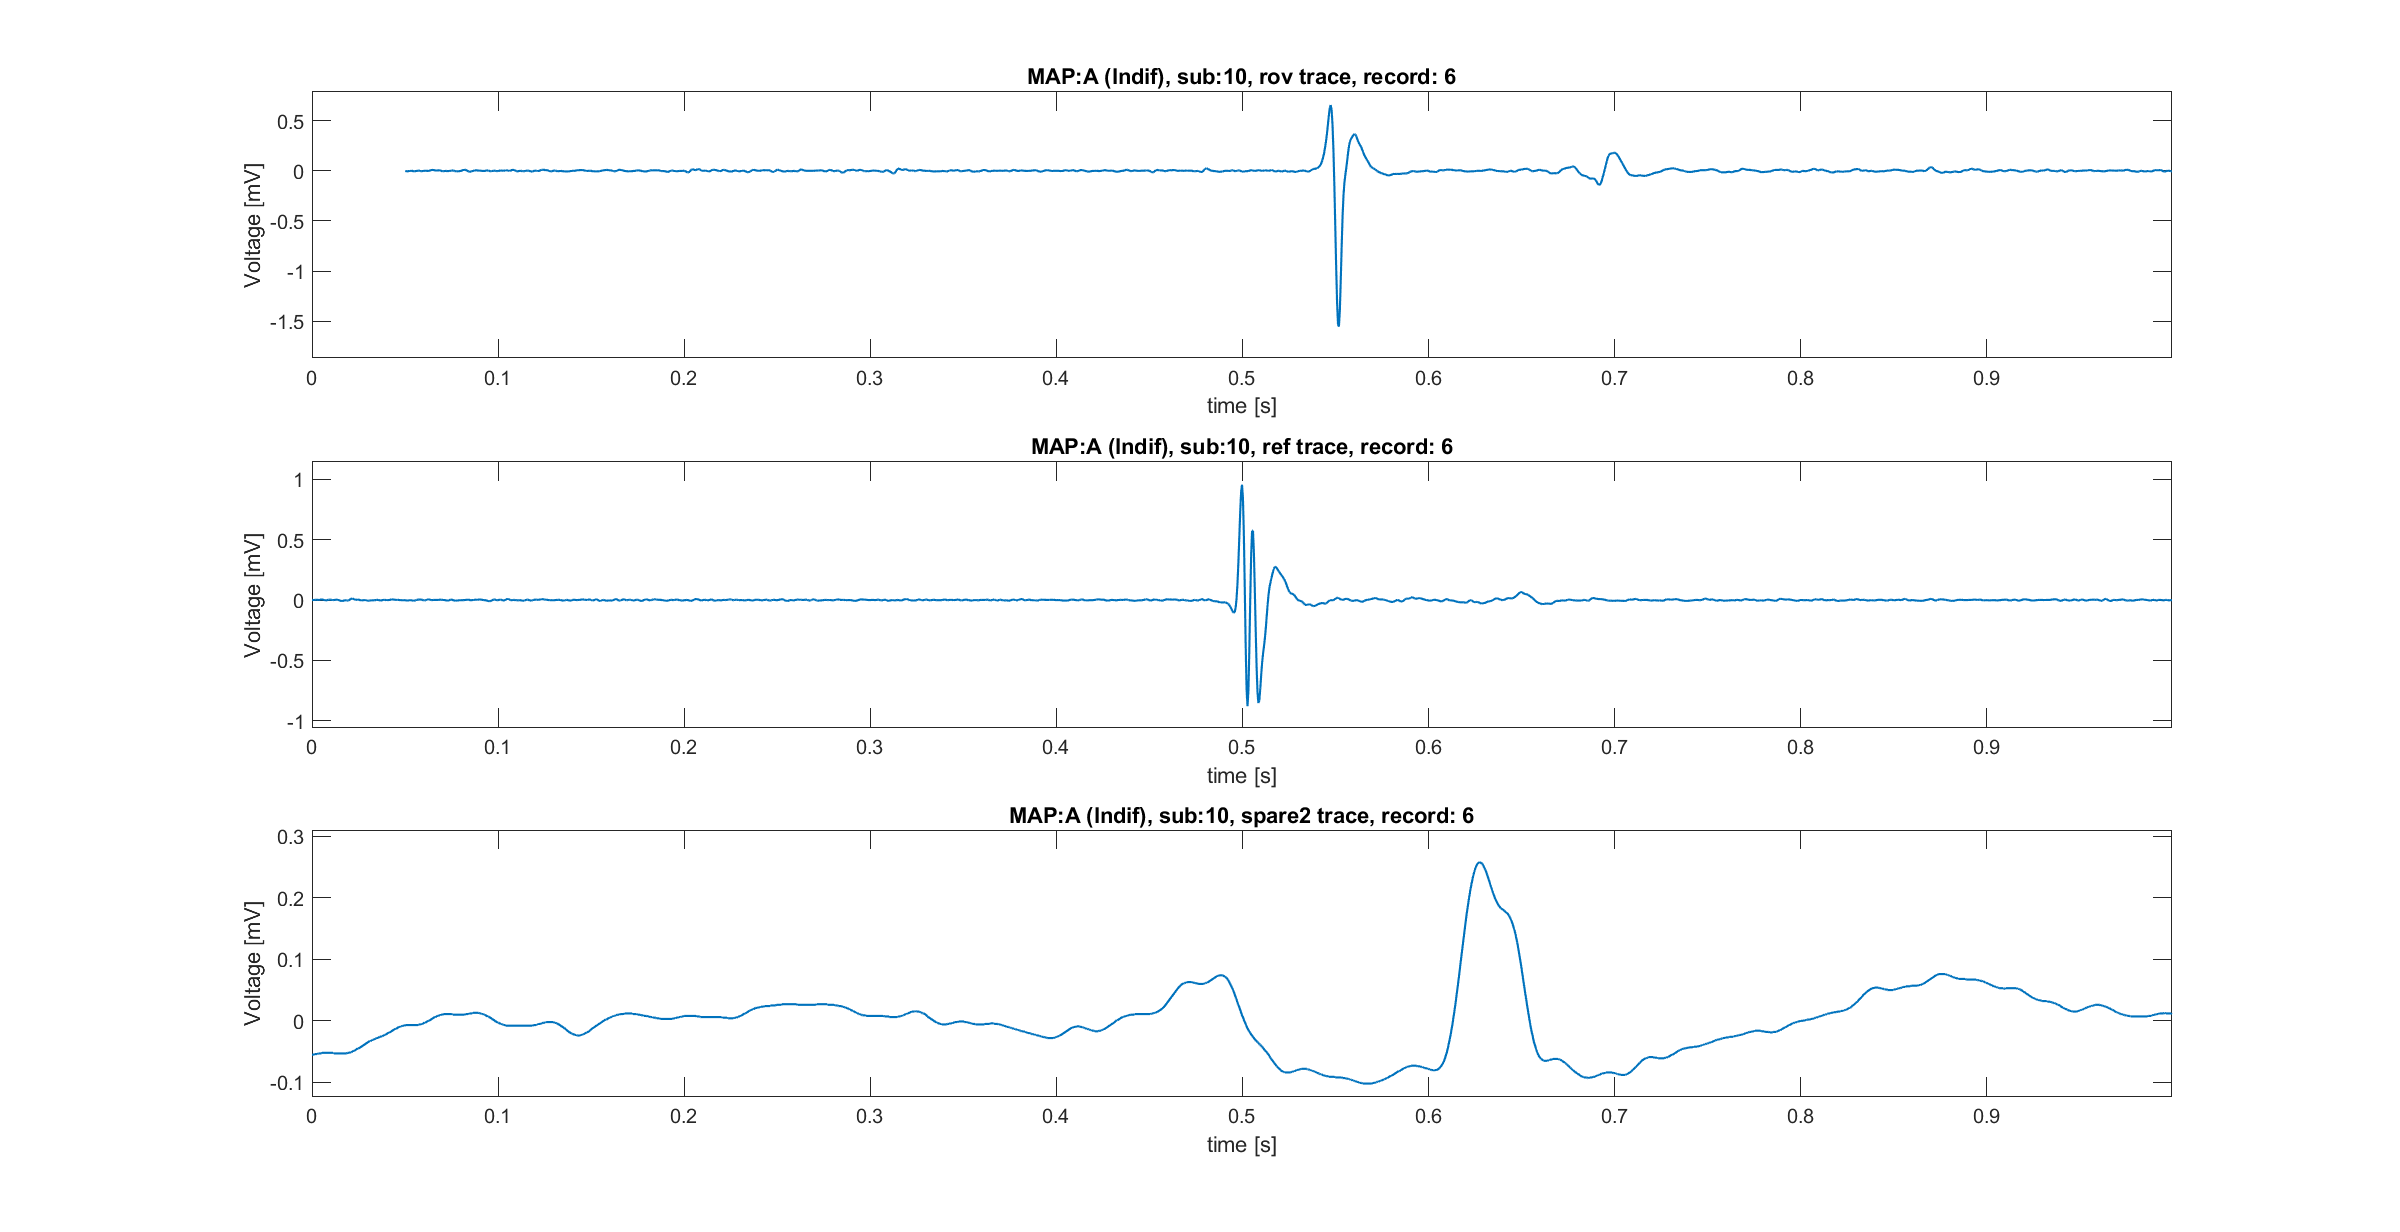 MAP:A (Indif), sub:10, rov trace, record: 6
Voltage [mV]
0.5
0
-0.5
-1
-1.5
0 0.1 0.2 0.3 0.4 0.5 0.6 0.7 0.8 0.9
time [s]
MAP:A (Indif), sub:10, ref trace, record: 6
Voltage [mV]
1
0.5
0
-0.5
-1
0 0.1 0.2 0.3 0.4 0.5 0.6 0.7 0.8 0.9
time [s]
MAP:A (Indif), sub:10, spare2 trace, record: 6
Voltage [mV]
0.3
0.2
0.1
0
-0.1
0 0.1 0.2 0.3 0.4 0.5 0.6 0.7 0.8 0.9
time [s]